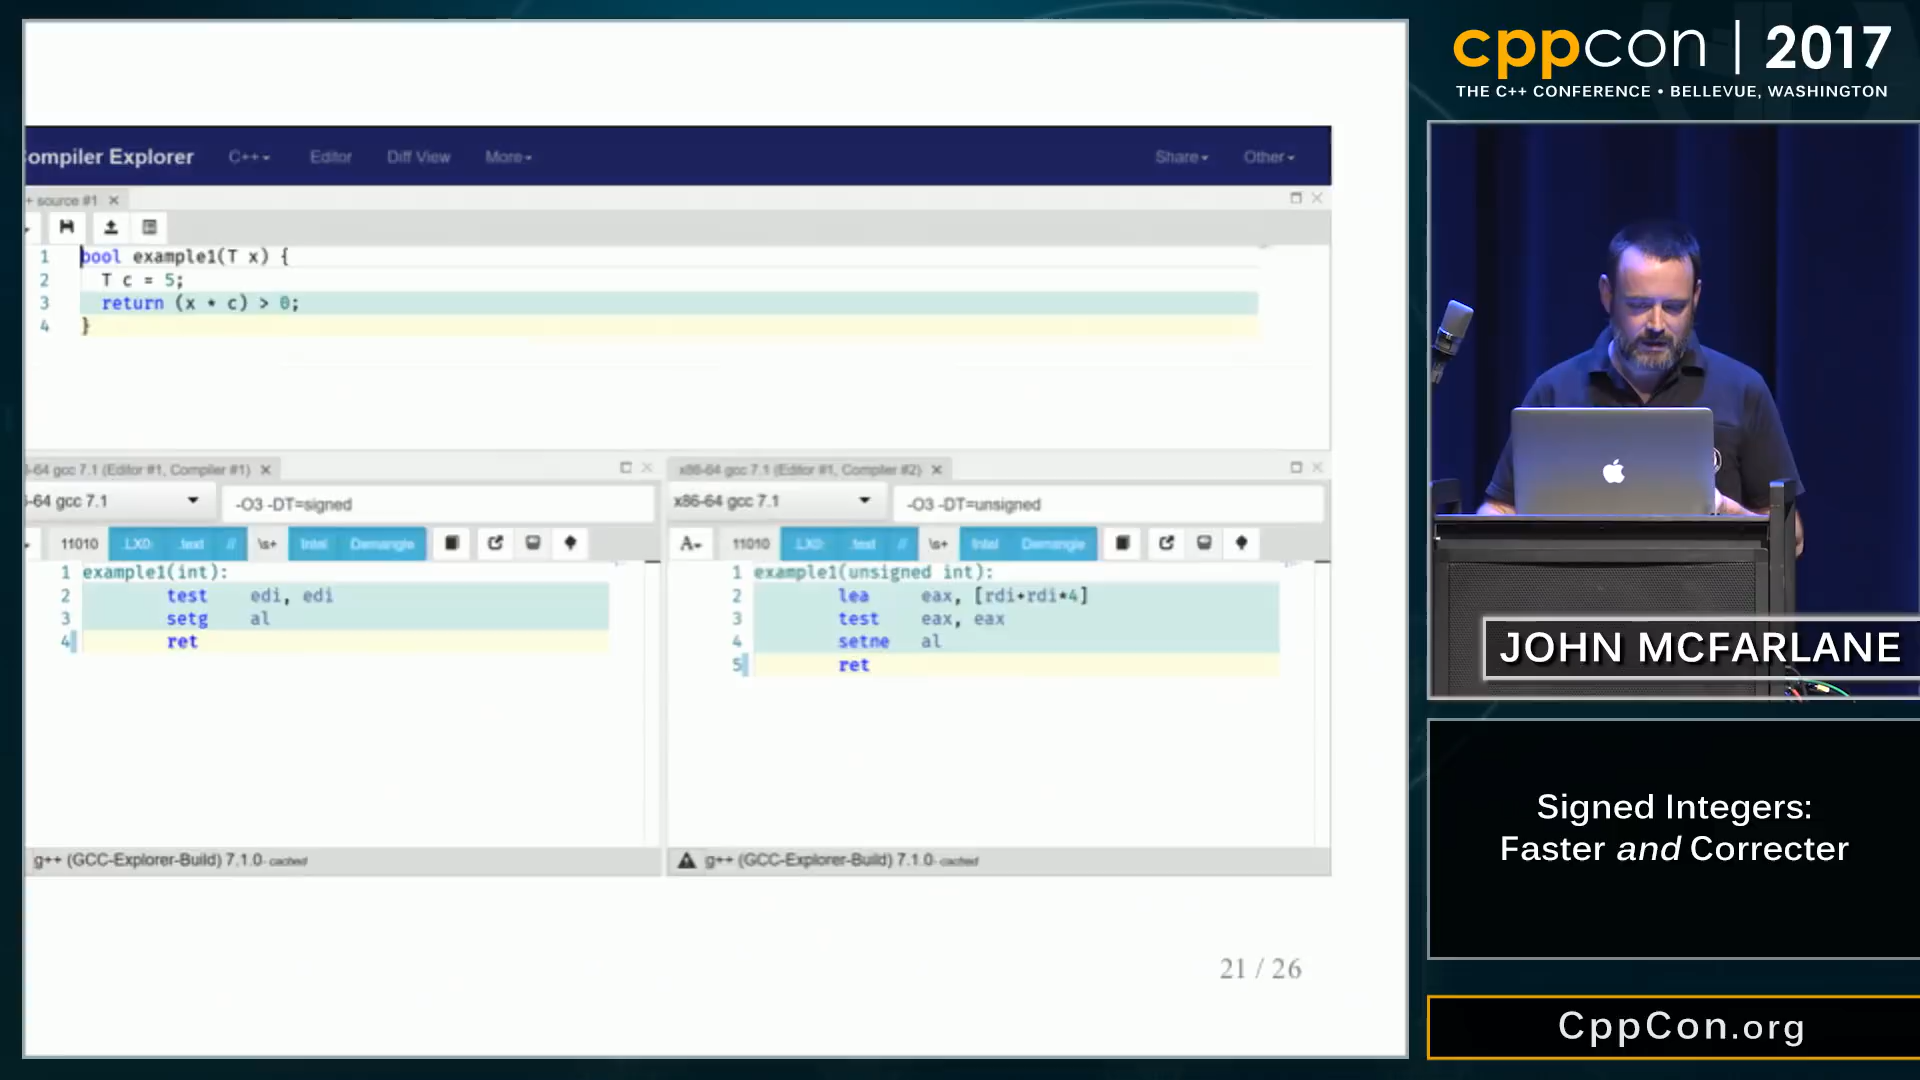 cppcon | 2017
THE C++ CONFERENCE • BELLEVUE, WASHINGTON
ompiler Explorer C++ Editor Diff View More Share Other
+ source #1 ×
1 bool example1(T x) {
2 T c = 5;
3 return (x * c) > 0;
4 }
-64 gcc 7.1 (Editor #1, Compiler #1) ×
-64 gcc 7.1 -O3 -DT=signed
11010 .LX0: .text // \s+ Intel Demangle
1 example1(int):
2 test edi, edi
3 setg al
4 ret
g++ (GCC-Explorer-Build) 7.1.0 - cached
x86-64 gcc 7.1 (Editor #1, Compiler #2) ×
x86-64 gcc 7.1 -O3 -DT=unsigned
A 11010 .LX0: .text // \s+ Intel Demangle
1 example1(unsigned int):
2 lea eax, [rdi+rdi*4]
3 test eax, eax
4 setne al
5 ret
g++ (GCC-Explorer-Build) 7.1.0 - cached
21 / 26
JOHN MCFARLANE
Signed Integers:
Faster and Correcter
CppCon.org